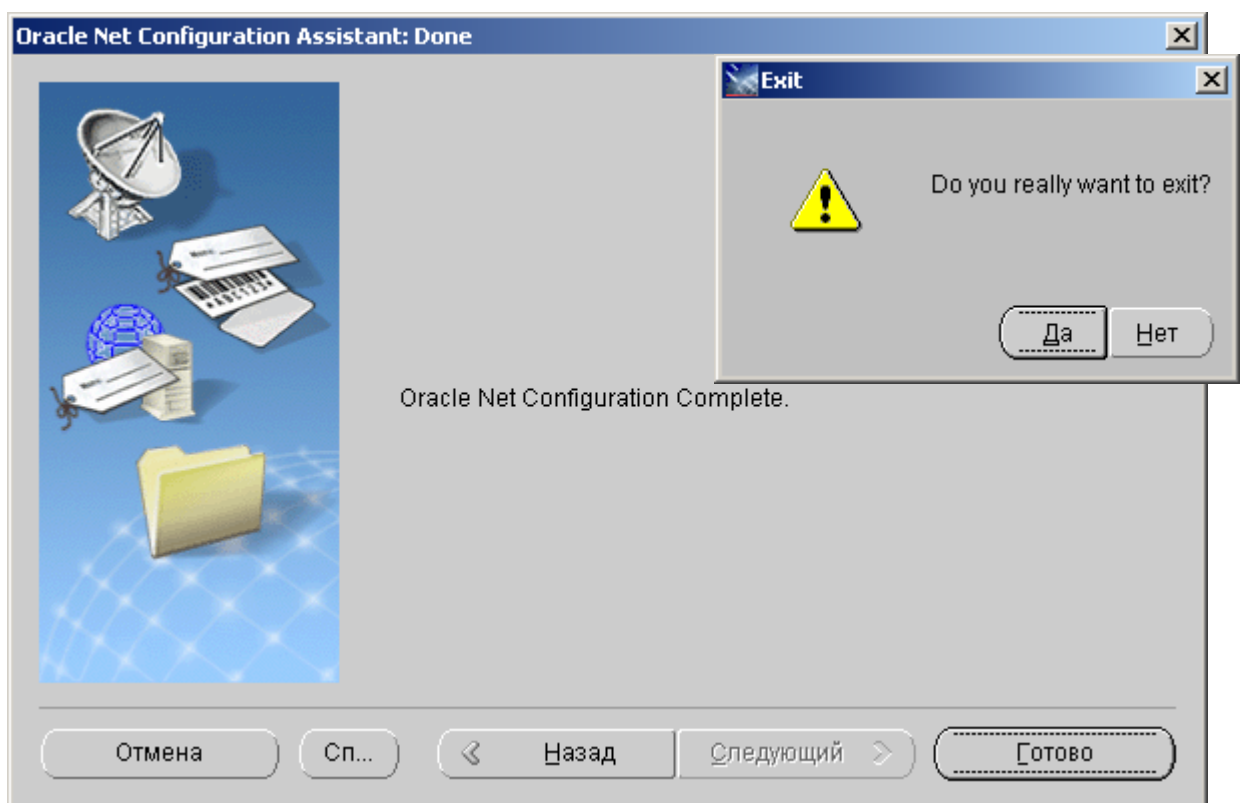 Oracle Net Configuration Assistant: Done
Exit
Do you really want to exit?
Да
Нет
Oracle Net Configuration Complete.
*ABC123*
Отмена
Сп...
Назад
Следующий
Готово